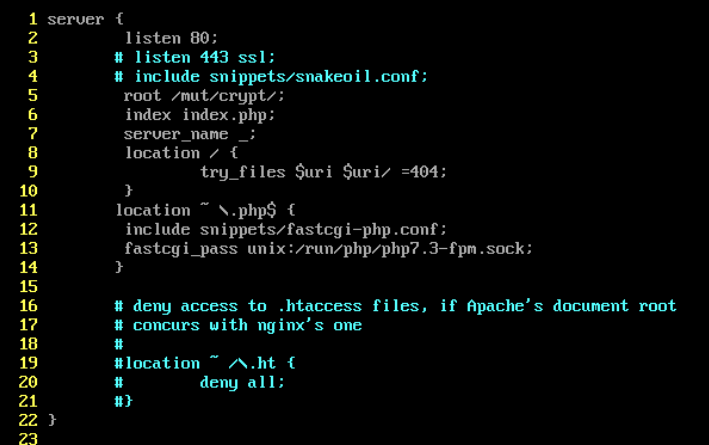 1 server {
2         listen 80;
3        # listen 443 ssl;
4        # include snippets/snakeoil.conf;
5         root /mut/crypt/;
6         index index.php;
7         server_name _;
8         location / {
9                 try_files $uri $uri/ =404;
10         }
11        location ~ \.php$ {
12         include snippets/fastcgi-php.conf;
13         fastcgi_pass unix:/run/php/php7.3-fpm.sock;
14        }
15
16        # deny access to .htaccess files, if Apache's document root
17        # concurs with nginx's one
18        #
19        #location ~ /\.ht {
20        #        deny all;
21        #}
22 }
23